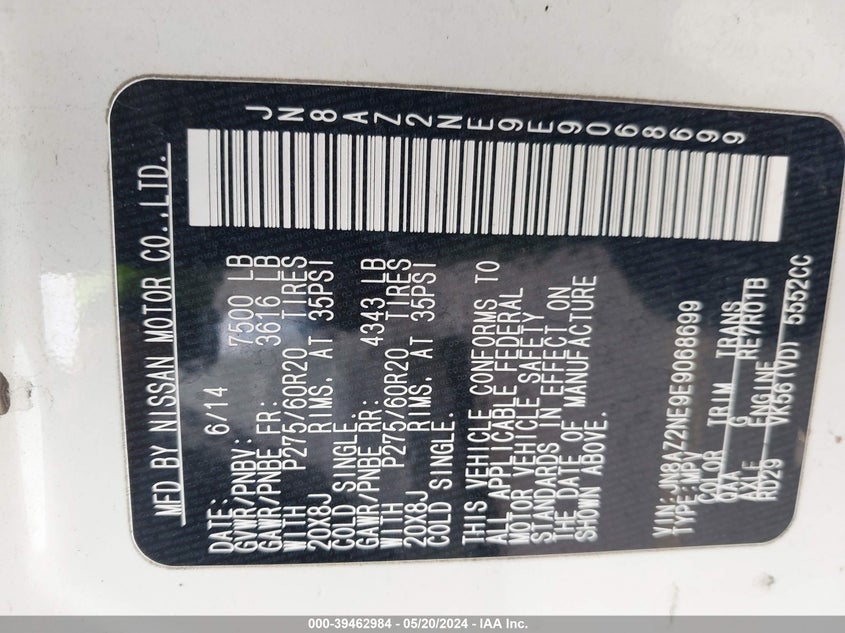 MFD BY NISSAN MOTOR CO.,LTD.
JN8AZ2NE9E9068699
DATE: 6/14
GVWR/PNBV: 7500 LB
GAWR/PNBE FR: 3616 LB
WITH P275/60R20 TIRES
20X8J RIMS. AT 35PSI
COLD SINGLE.
GAWR/PNBE RR: 4343 LB
WITH P275/60R20 TIRES
20X8J RIMS. AT 35PSI
COLD SINGLE.
THIS VEHICLE CONFORMS TO
ALL APPLICABLE FEDERAL
MOTOR VEHICLE SAFETY
STANDARDS IN EFFECT ON
THE DATE OF MANUFACTURE
SHOWN ABOVE.
VIN:JN8AZ2NE9E9068699
TYPE:MPV
COLOR TRIM TRANS
QAX G RE7R01B
AXLE ENGINE
RD29 VK56(VD) 5552CC
000-39462984 - 05/20/2024 - IAA Inc.